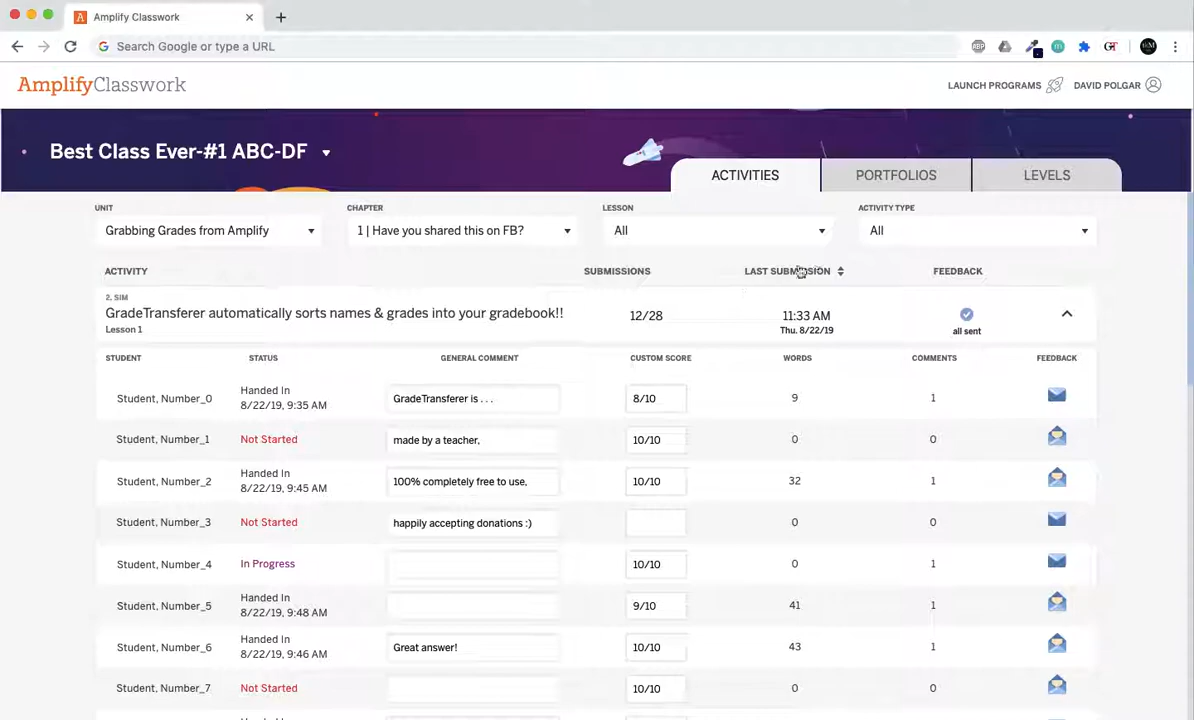 Amplify Classwork
Search Google or type a URL
ABP
m
GT
AmplifyClasswork
LAUNCH PROGRAMS
DAVID POLGAR
Best Class Ever-#1 ABC-DF
ACTIVITIES
PORTFOLIOS
LEVELS
UNIT
CHAPTER
LESSON
ACTIVITY TYPE
Grabbing Grades from Amplify
1 | Have you shared this on FB?
All
All
ACTIVITY
SUBMISSIONS
LAST SUBMISSION
FEEDBACK
2. SIM
GradeTransferer automatically sorts names & grades into your gradebook!!
Lesson 1
12/28
11:33 AM
Thu. 8/22/19
all sent
STUDENT STATUS GENERAL COMMENT CUSTOM SCORE WORDS COMMENTS FEEDBACK
Student, Number_0
Handed In
8/22/19, 9:35 AM
GradeTransferer is . . .
8/10
9
1
Student, Number_1
Not Started
made by a teacher,
10/10
0
0
Student, Number_2
Handed In
8/22/19, 9:45 AM
100% completely free to use,
10/10
32
1
Student, Number_3
Not Started
happily accepting donations :)
0
0
Student, Number_4
In Progress
10/10
0
1
Student, Number_5
Handed In
8/22/19, 9:48 AM
9/10
41
1
Student, Number_6
Handed In
8/22/19, 9:46 AM
Great answer!
10/10
43
1
Student, Number_7
Not Started
10/10
0
0